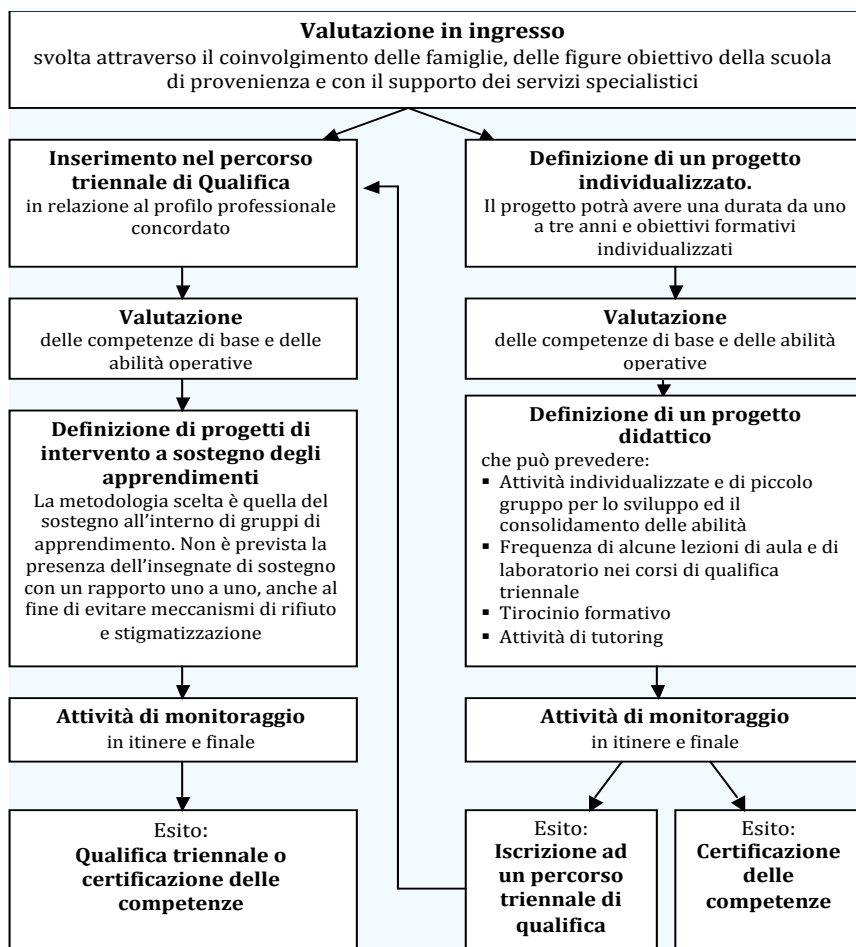 Valutazione in ingresso
svolta attraverso il coinvolgimento delle famiglie, delle figure obiettivo della scuola
di provenienza e con il supporto dei servizi specialistici
Inserimento nel percorso
triennale di Qualifica
in relazione al profilo professionale
concordato
Valutazione
delle competenze di base e delle
abilità operative
Definizione di progetti di
intervento a sostegno degli
apprendimenti
La metodologia scelta è quella del
sostegno all'interno di gruppi di
apprendimento. Non è prevista la
presenza dell'insegnate di sostegno
con un rapporto uno a uno, anche al
fine di evitare meccanismi di rifiuto
e stigmatizzazione
Attività di monitoraggio
in itinere e finale
Esito:
Qualifica triennale o
certificazione delle
competenze
Definizione di un progetto
individualizzato.
Il progetto potrà avere una durata da uno
a tre anni e obiettivi formativi
individualizzati
Valutazione
delle competenze di base e delle abilità
operative
Definizione di un progetto
didattico
che può prevedere:
▪ Attività individualizzate e di piccolo
gruppo per lo sviluppo ed il
consolidamento delle abilità
▪ Frequenza di alcune lezioni di aula e di
laboratorio nei corsi di qualifica
triennale
▪ Tirocinio formativo
▪ Attività di tutoring
Attività di monitoraggio
in itinere e finale
Esito:
Iscrizione ad
un percorso
triennale di
qualifica
Esito:
Certificazione
delle
competenze